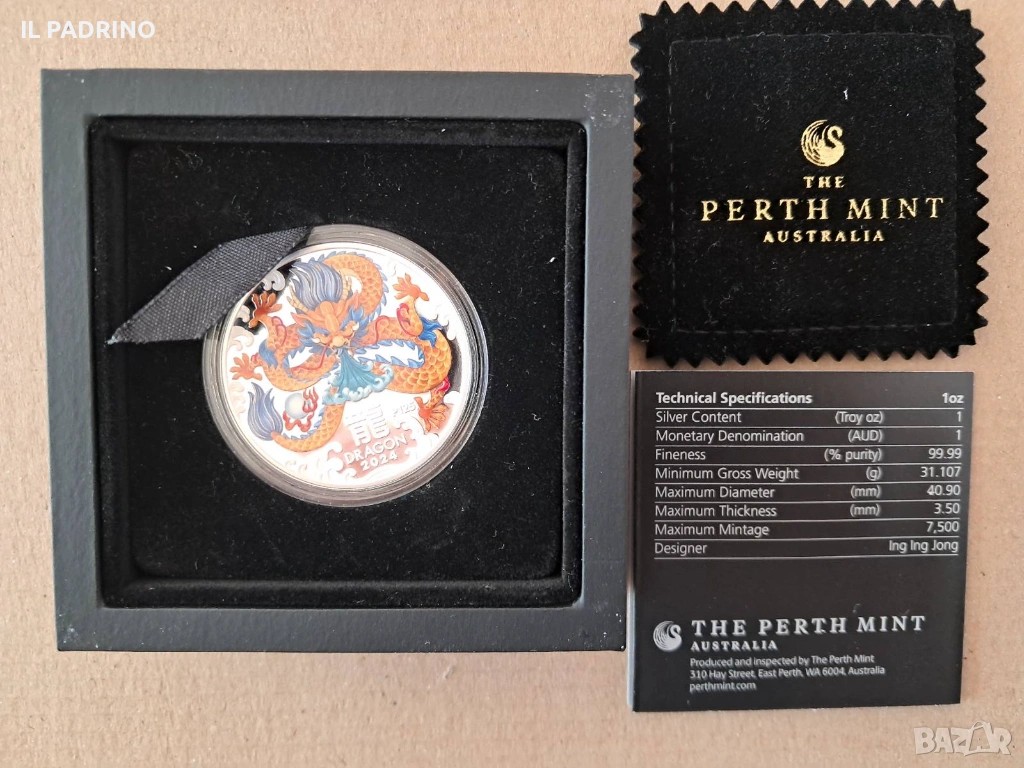 IL PADRINO
THE
PERTH MINT
AUSTRALIA
龍
P125
DRAGON
2024
Technical Specifications 1oz
Silver Content (Troy oz) 1
Monetary Denomination (AUD) 1
Fineness (% purity) 99.99
Minimum Gross Weight (g) 31.107
Maximum Diameter (mm) 40.90
Maximum Thickness (mm) 3.50
Maximum Mintage 7,500
Designer Ing Ing Jong
THE PERTH MINT
AUSTRALIA
Produced and inspected by The Perth Mint
310 Hay Street, East Perth, WA 6004, Australia
perthmint.com
BAZAR